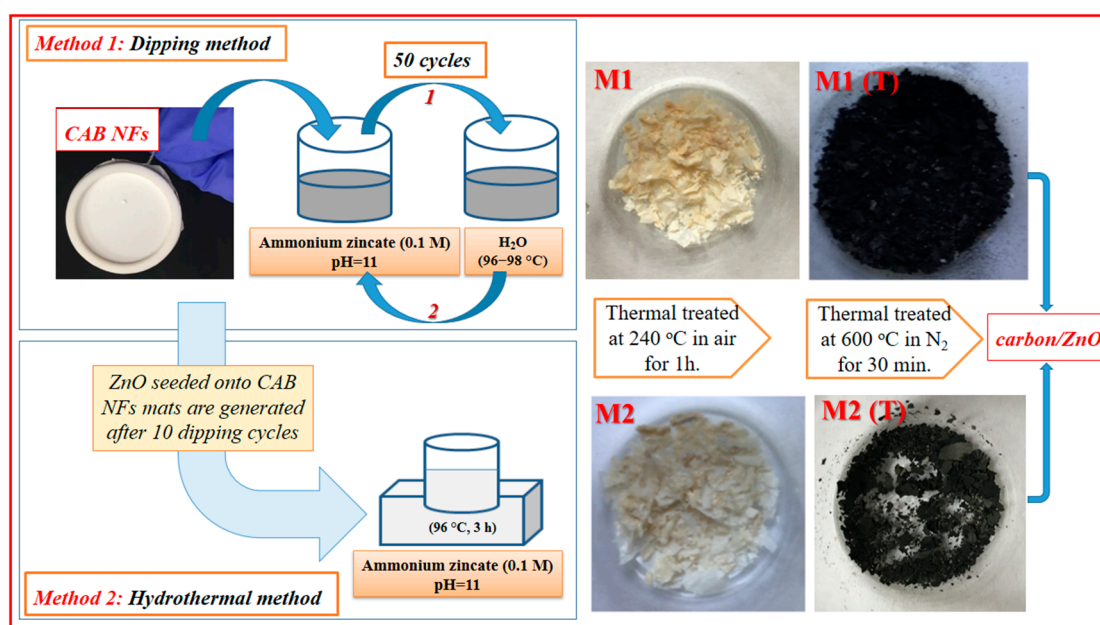 Method 1: Dipping method
50 cycles
1
CAB NFs
Ammonium zincate (0.1 M)
pH=11
H₂O
(96−98 °C)
2
ZnO seeded onto CAB
NFs mats are generated
after 10 dipping cycles
(96 °C, 3 h)
Ammonium zincate (0.1 M)
pH=11
Method 2: Hydrothermal method
M1
M1 (T)
Thermal treated
at 240 °C in air
for 1h.
Thermal treated
at 600 °C in N₂
for 30 min.
carbon/ZnO
M2
M2 (T)